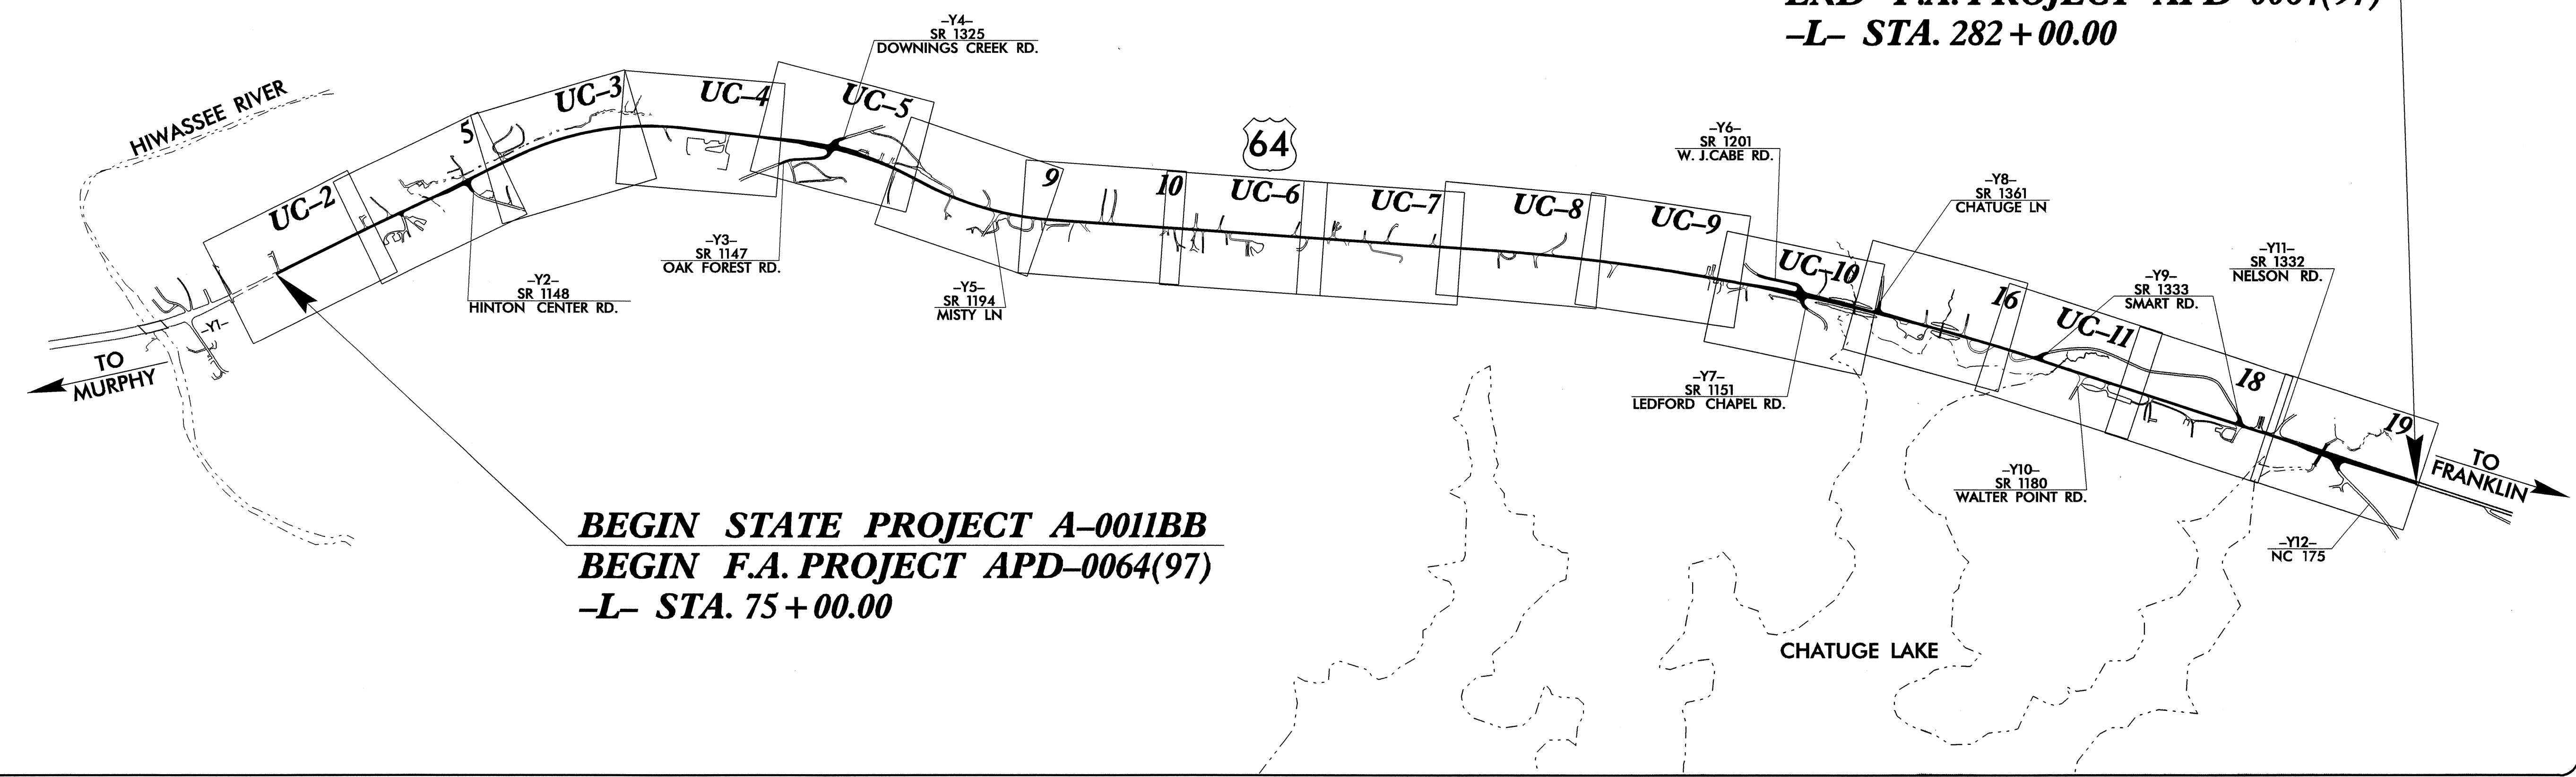 END F.A. PROJECT APD–0064(97)
–L– STA. 282+00.00
–Y4–
SR 1325
DOWNINGS CREEK RD.
HIWASSEE RIVER
UC–2
5
UC–3
UC–4
UC–5
9
10
64
UC–6
UC–7
UC–8
UC–9
UC–10
16
UC–11
18
19
–Y6–
SR 1201
W. J.CABE RD.
–Y8–
SR 1361
CHATUGE LN
–Y11–
SR 1332
NELSON RD.
–Y9–
SR 1333
SMART RD.
–Y3–
SR 1147
OAK FOREST RD.
–Y2–
SR 1148
HINTON CENTER RD.
–Y5–
SR 1194
MISTY LN
–Y1–
TO
MURPHY
–Y7–
SR 1151
LEDFORD CHAPEL RD.
–Y10–
SR 1180
WALTER POINT RD.
TO
FRANKLIN
–Y12–
NC 175
BEGIN STATE PROJECT A–0011BB
BEGIN F.A. PROJECT APD–0064(97)
–L– STA. 75+00.00
CHATUGE LAKE